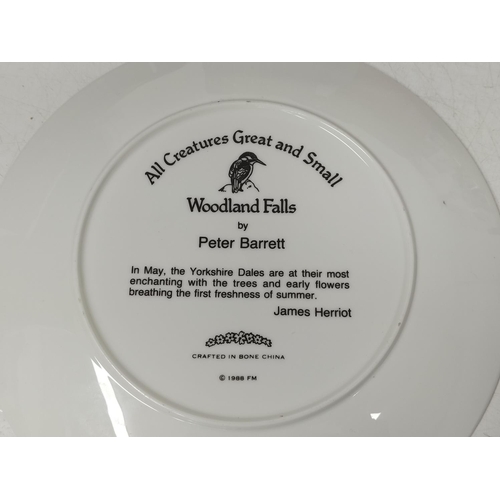 All Creatures Great and Small
Woodland Falls
by
Peter Barrett
In May, the Yorkshire Dales are at their most
enchanting with the trees and early flowers
breathing the first freshness of summer.
James Herriot
CRAFTED IN BONE CHINA
© 1988 FM